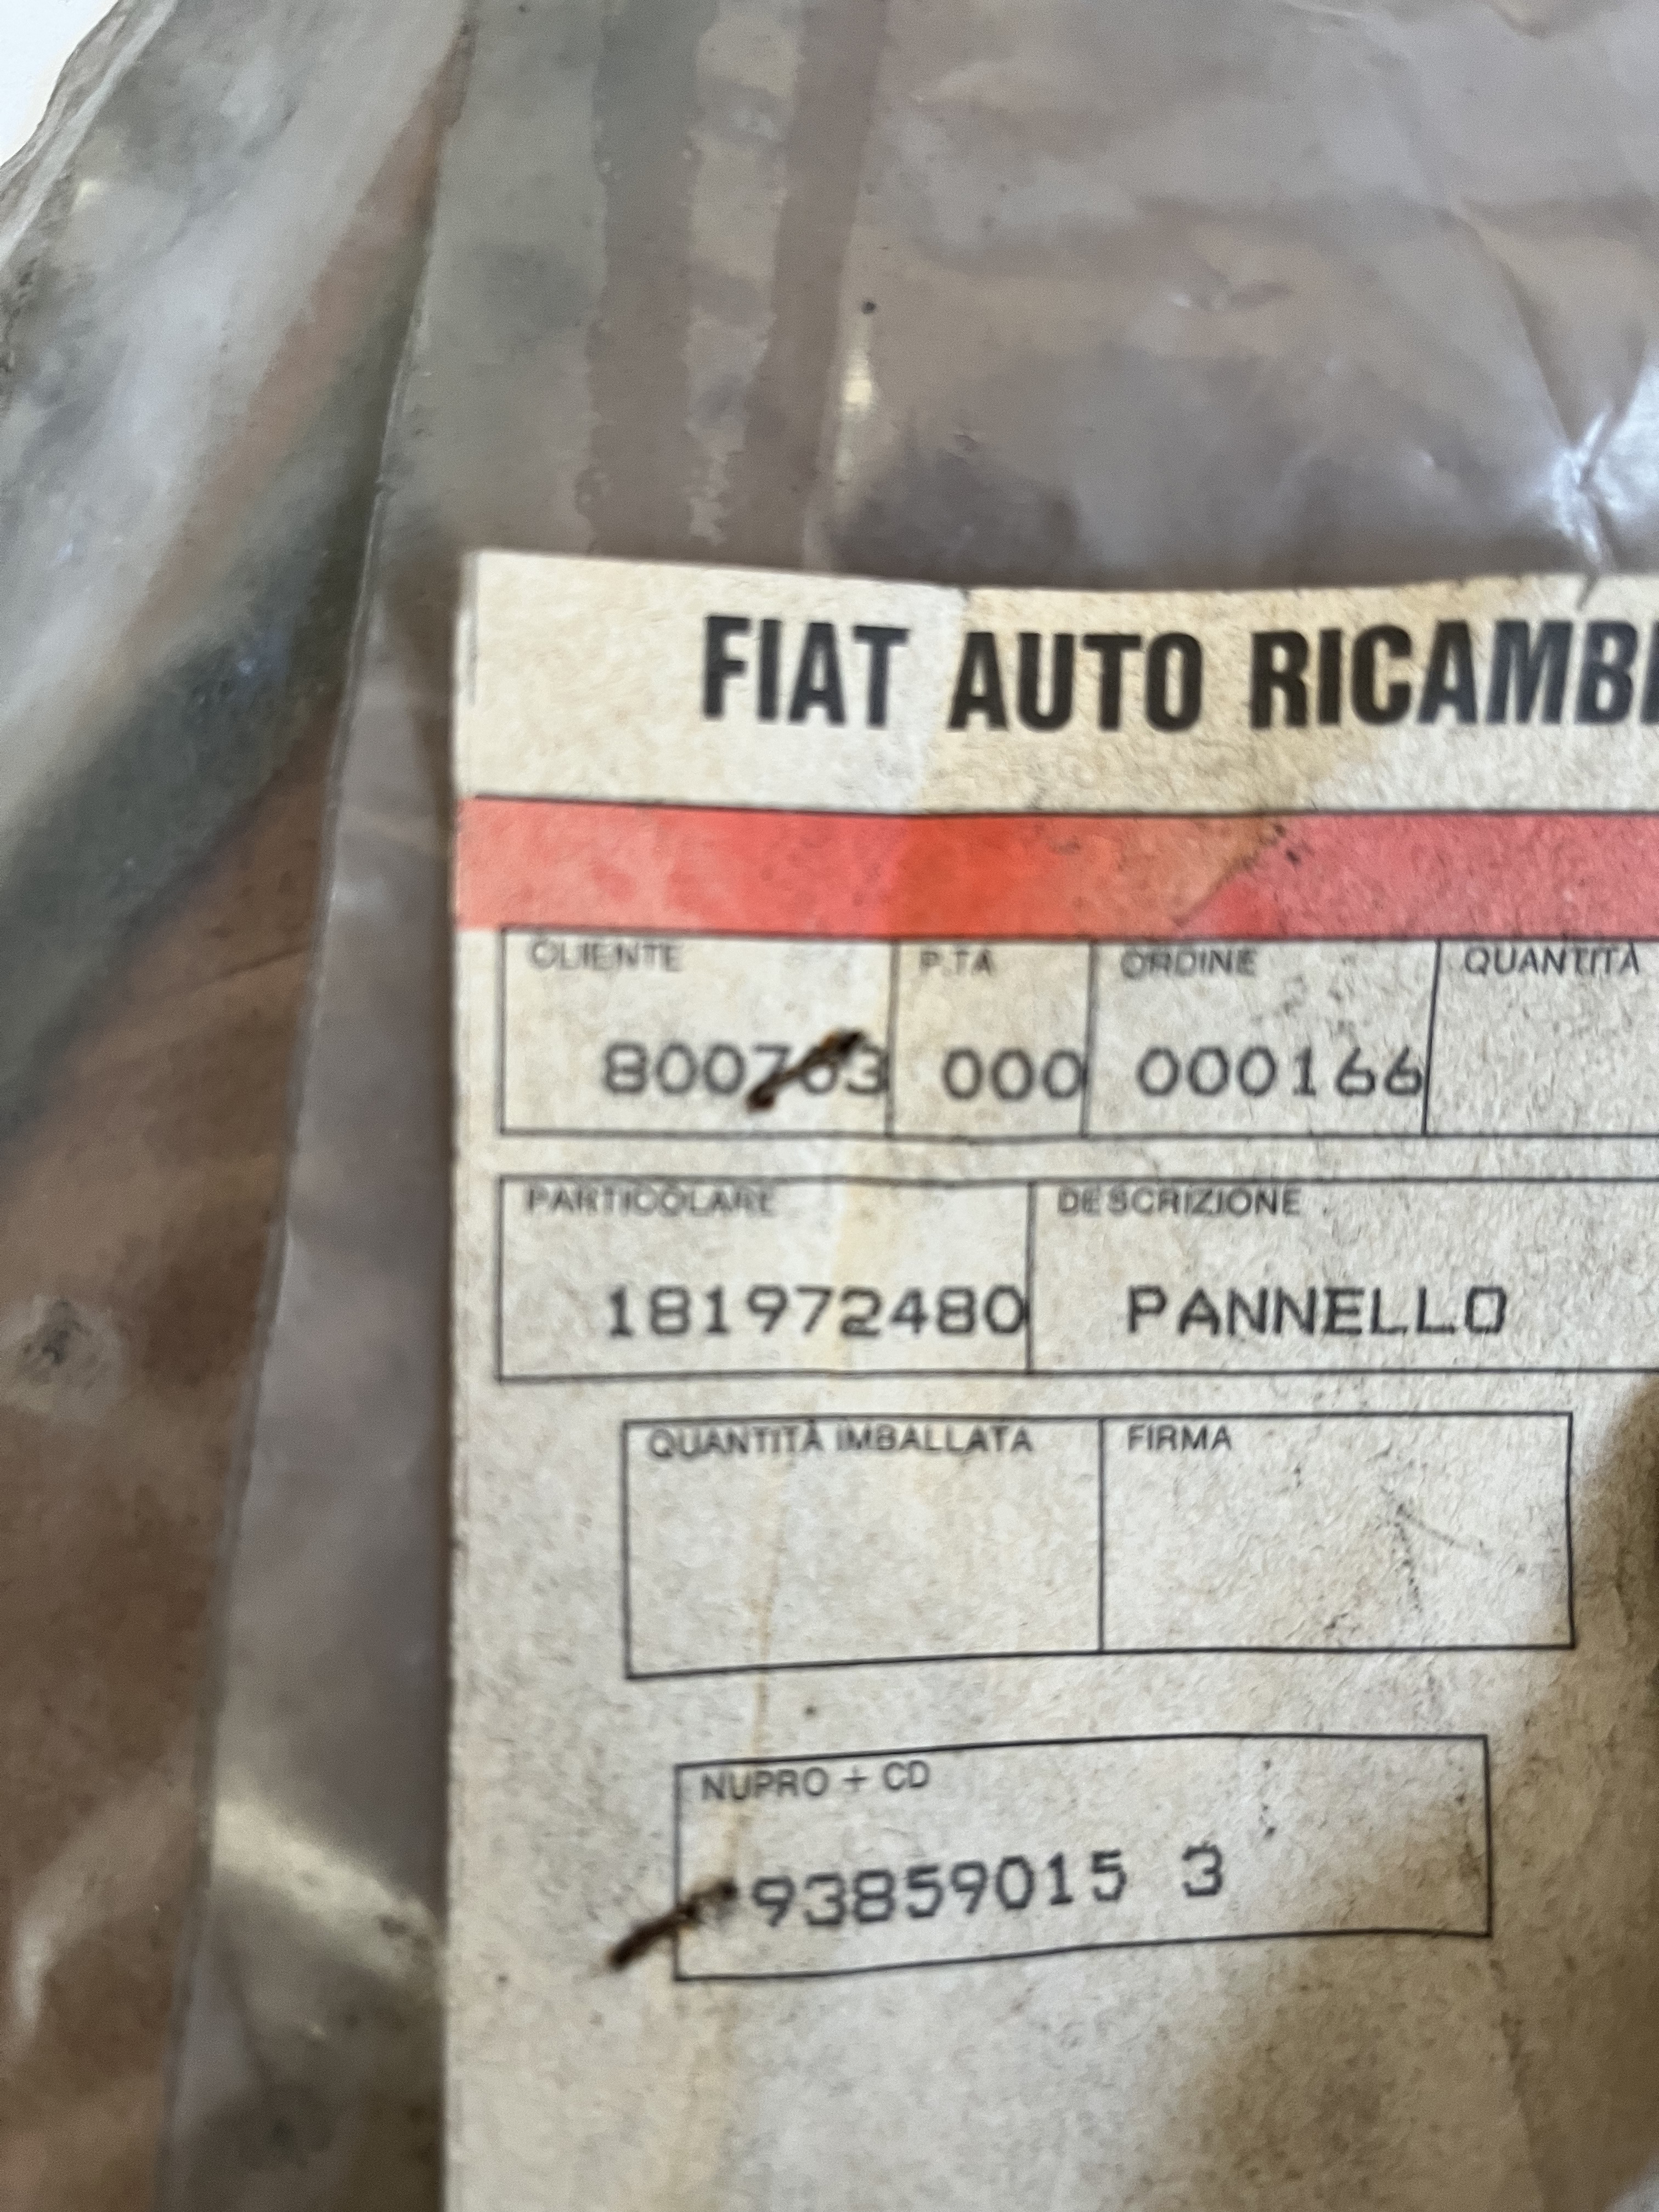 FIAT AUTO RICAMBI
CLIENTE P.TA ORDINE QUANTITÀ
000 000166
PARTICOLARE DESCRIZIONE
181972480 PANNELLO
QUANTITÀ IMBALLATA FIRMA
NUPRO + CD
93859015 3